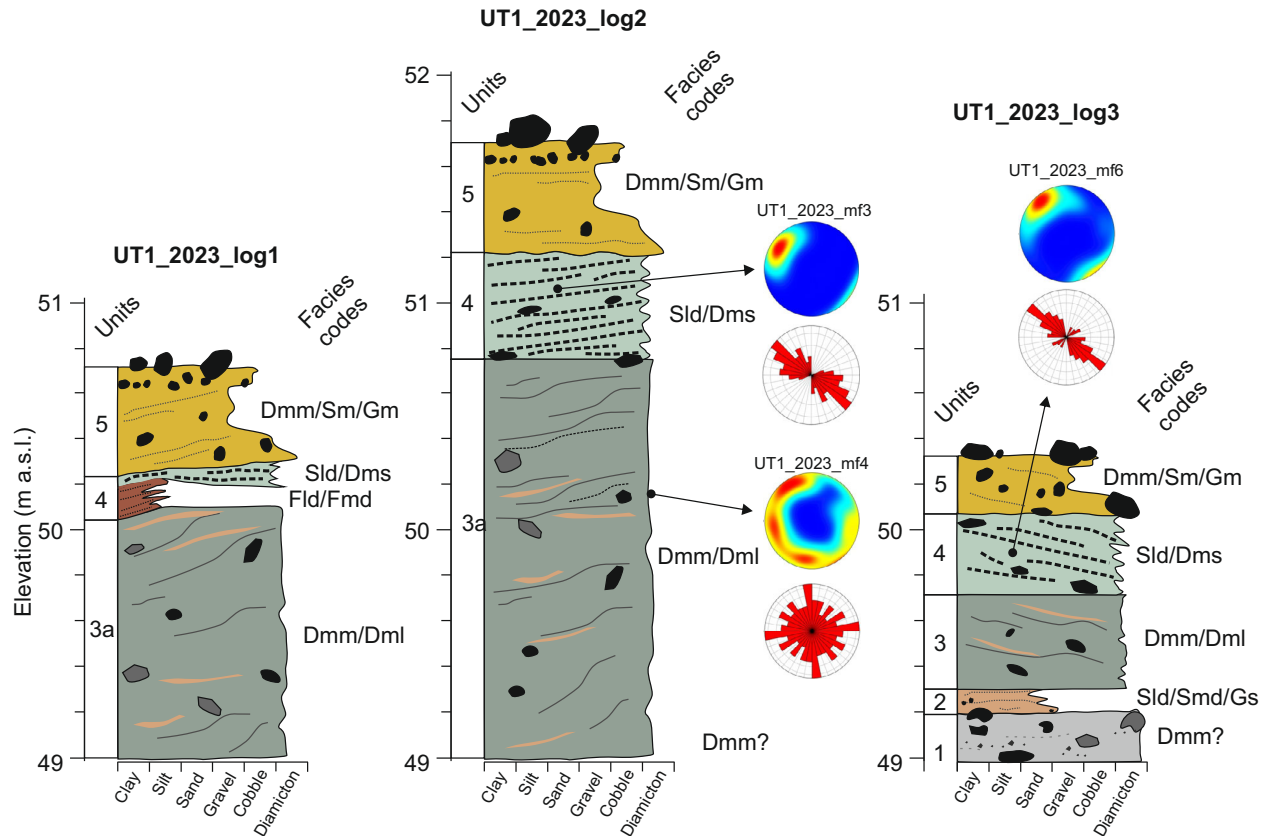 UT1_2023_log2
52
Units
Facies
codes
5
Dmm/Sm/Gm
4
Sld/Dms
3a
Dmm/Dml
Dmm?
51
50
49
Clay
Silt
Sand
Gravel
Cobble
Diamicton
UT1_2023_mf3
UT1_2023_mf4
UT1_2023_log1
Elevation (m a.s.l.)
51
50
49
Units
Facies
codes
5
Dmm/Sm/Gm
Sld/Dms
4
Fld/Fmd
3a
Dmm/Dml
Clay
Silt
Sand
Gravel
Cobble
Diamicton
UT1_2023_log3
UT1_2023_mf6
51
50
49
Units
Facies
codes
5
Dmm/Sm/Gm
4
Sld/Dms
3
Dmm/Dml
2
Sld/Smd/Gs
1
Dmm?
Clay
Silt
Sand
Gravel
Cobble
Diamicton